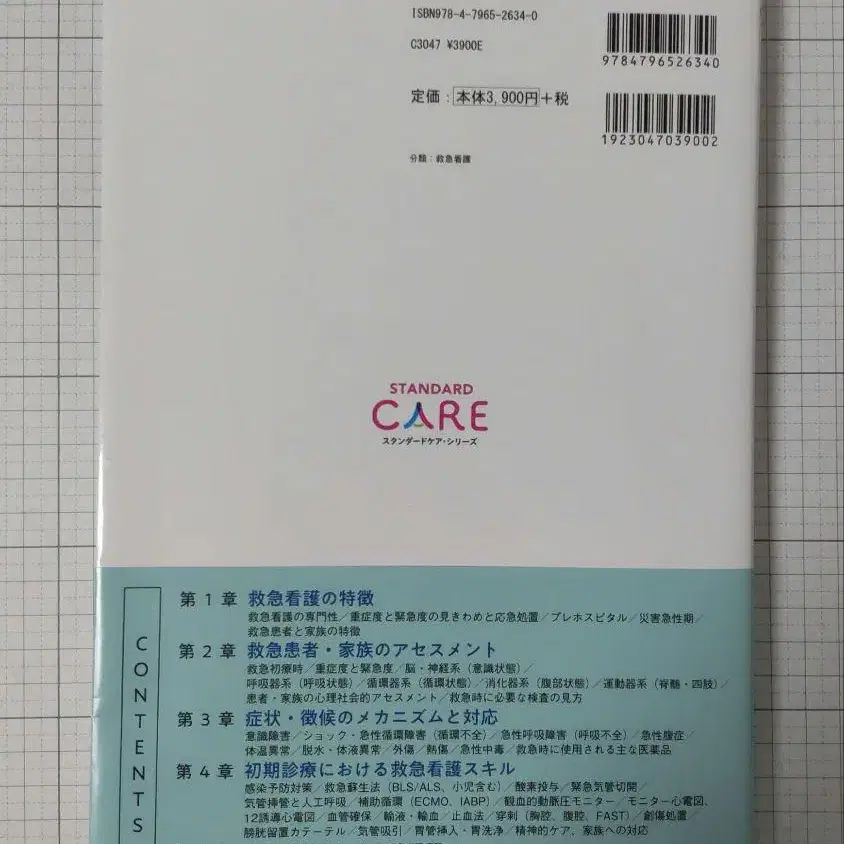 ISBN978-4-7965-2634-0
C3047 ¥3900E
9784796526340
定価：本体3,900円＋税
1923047039002
分類：救急看護
STANDARD
CARE
スタンダードケア・シリーズ
CONTENTS
第1章 救急看護の特徴
救急看護の専門性／重症度と緊急度の見きわめと応急処置／プレホスピタル／災害急性期／
救急患者と家族の特徴
第2章 救急患者・家族のアセスメント
救急初療時／重症度と緊急度／脳・神経系（意識状態）／
呼吸器系（呼吸状態）／循環器系（循環状態）／消化器系（腹部状態）／運動器系（脊髄・四肢）／
患者・家族の心理社会的アセスメント／救急時に必要な検査の見方
第3章 症状・徴候のメカニズムと対応
意識障害／ショック・急性循環障害（循環不全）／急性呼吸障害（呼吸不全）／急性腹症／
体温異常／脱水・体液異常／外傷／熱傷／急性中毒／救急時に使用される主な医薬品
第4章 初期診療における救急看護スキル
感染予防対策／救急蘇生法（BLS/ALS、小児含む）／酸素投与／緊急気管切開／
気管挿管と人工呼吸／補助循環（ECMO、IABP）／観血的動脈圧モニター／モニター心電図、
12誘導心電図／血管確保／輸液・輸血／止血法／穿刺（胸腔、腹腔、FAST）／創傷処置／
膀胱留置カテーテル／気管吸引／胃管挿入・胃洗浄／精神的ケア、家族への対応